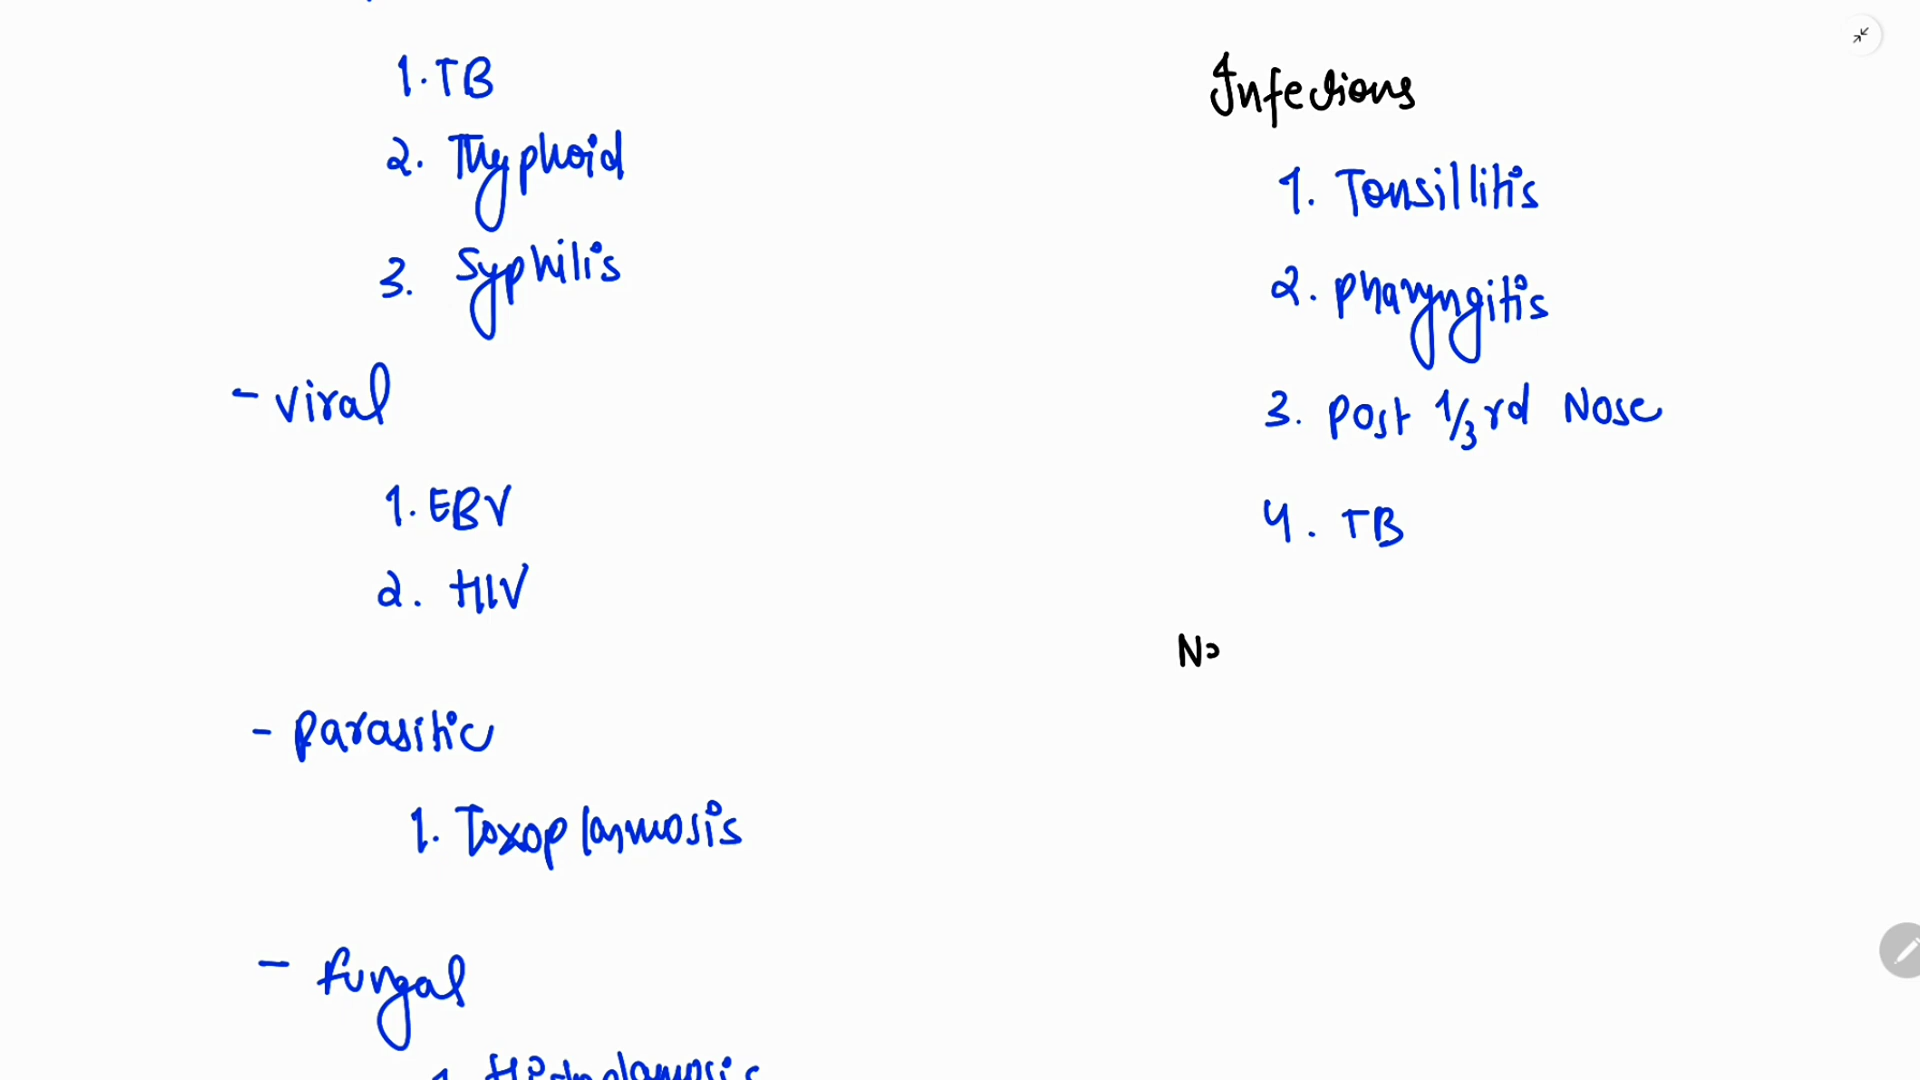 1. TB
2. Thyphoid
3. Syphilis
- viral
1. EBV
2. HIV
- Parasitic
1. Toxoplasmosis
- fungal
Infections
1. Tonsillitis
2. Pharyngitis
3. Post 1/3rd Nose
4. TB